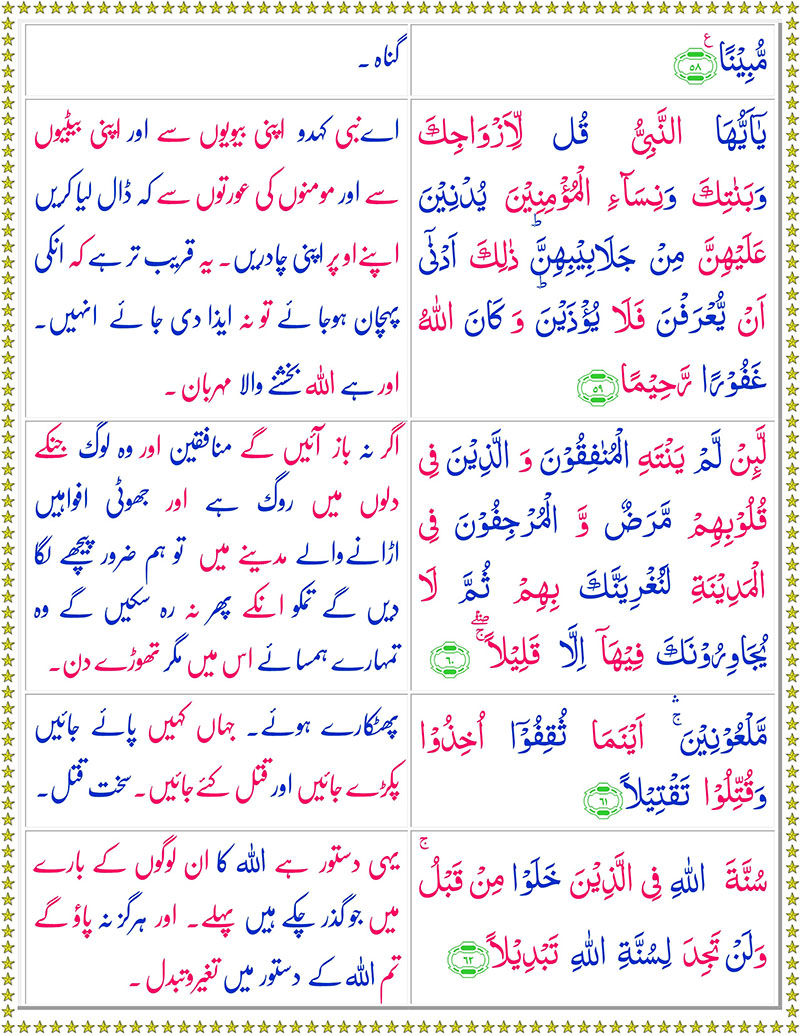 مُّبِيْنًا ع ۵۸
گناہ ۔
يٰۤاَيُّهَا النَّبِىُّ قُل لِّاَزْوَاجِكَ
وَبَنٰتِكَ وَنِسَآءِ الْمُؤْمِنِيْنَ يُدْنِيْنَ
عَلَيْهِنَّ مِنْ جَلَابِيْبِهِنَّ ؕ ذٰلِكَ اَدْنٰٓى
اَنْ يُّعْرَفْنَ فَلَا يُؤْذَيْنَ ؕ وَ كَانَ اللّٰهُ
غَفُوْرًا رَّحِيْمًا ۵۹
اے نبی کہدو اپنی بیویوں سے اور اپنی بیٹیوں
سے اور مومنوں کی عورتوں سے کہ ڈال لیا کریں
اپنے اوپر اپنی چادریں۔ یہ قریب تر ہے کہ انکی
پہچان ہوجائے تو نہ ایذا دی جائے انہیں۔
اور ہے اللہ بخشنے والا مہربان ۔
لَٮِٕنْ لَّمْ يَنْتَهِ الْمُنٰفِقُوْنَ وَ الَّذِيْنَ فِىْ
قُلُوْبِهِمْ مَّرَضٌ وَّ الْمُرْجِفُوْنَ فِى
الْمَدِيْنَةِ لَنُغْرِيَنَّكَ بِهِمْ ثُمَّ لَا
يُجَاوِرُوْنَكَ فِيْهَاۤ اِلَّا قَلِيْلًا ۛۚ ۖ ۶۰
اگر نہ باز آئیں گے منافقین اور وہ لوگ جنکے
دلوں میں روگ ہے اور جھوٹی افواہیں
اڑانے والے مدینے میں تو ہم ضرور پیچھے لگا
دیں گے تمکو انکے پھر نہ رہ سکیں گے وہ
تمہارے ہمسائے اس میں مگر تھوڑے دن۔
مَّلْعُوْنِيْنَ ۛۚ اَيْنَمَا ثُقِفُوْۤا اُخِذُوْا
وَقُتِّلُوْا تَقْتِيْلًا ۶۱
پھٹکارے ہوئے۔ جہاں کہیں پائے جائیں
پکڑے جائیں اور قتل کئے جائیں۔ سخت قتل۔
سُنَّةَ اللّٰهِ فِى الَّذِيْنَ خَلَوْا مِنْ قَبْلُ ۚ
وَلَنْ تَجِدَ لِسُنَّةِ اللّٰهِ تَبْدِيْلًا ۶۲
یہی دستور ہے اللہ کا ان لوگوں کے بارے
میں جو گذر چکے ہیں پہلے۔ اور ہرگز نہ پاؤ گے
تم اللہ کے دستور میں تغیر و تبدل ۔